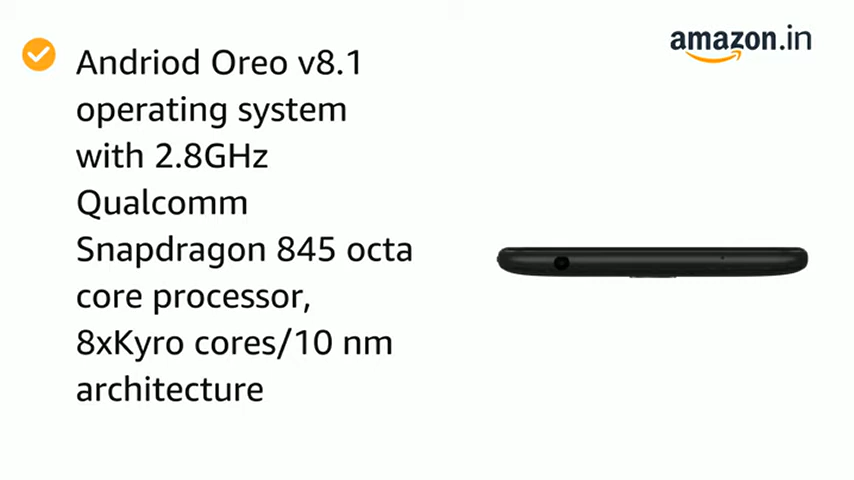 amazon.in
Andriod Oreo v8.1
operating system
with 2.8GHz
Qualcomm
Snapdragon 845 octa
core processor,
8xKyro cores/10 nm
architecture